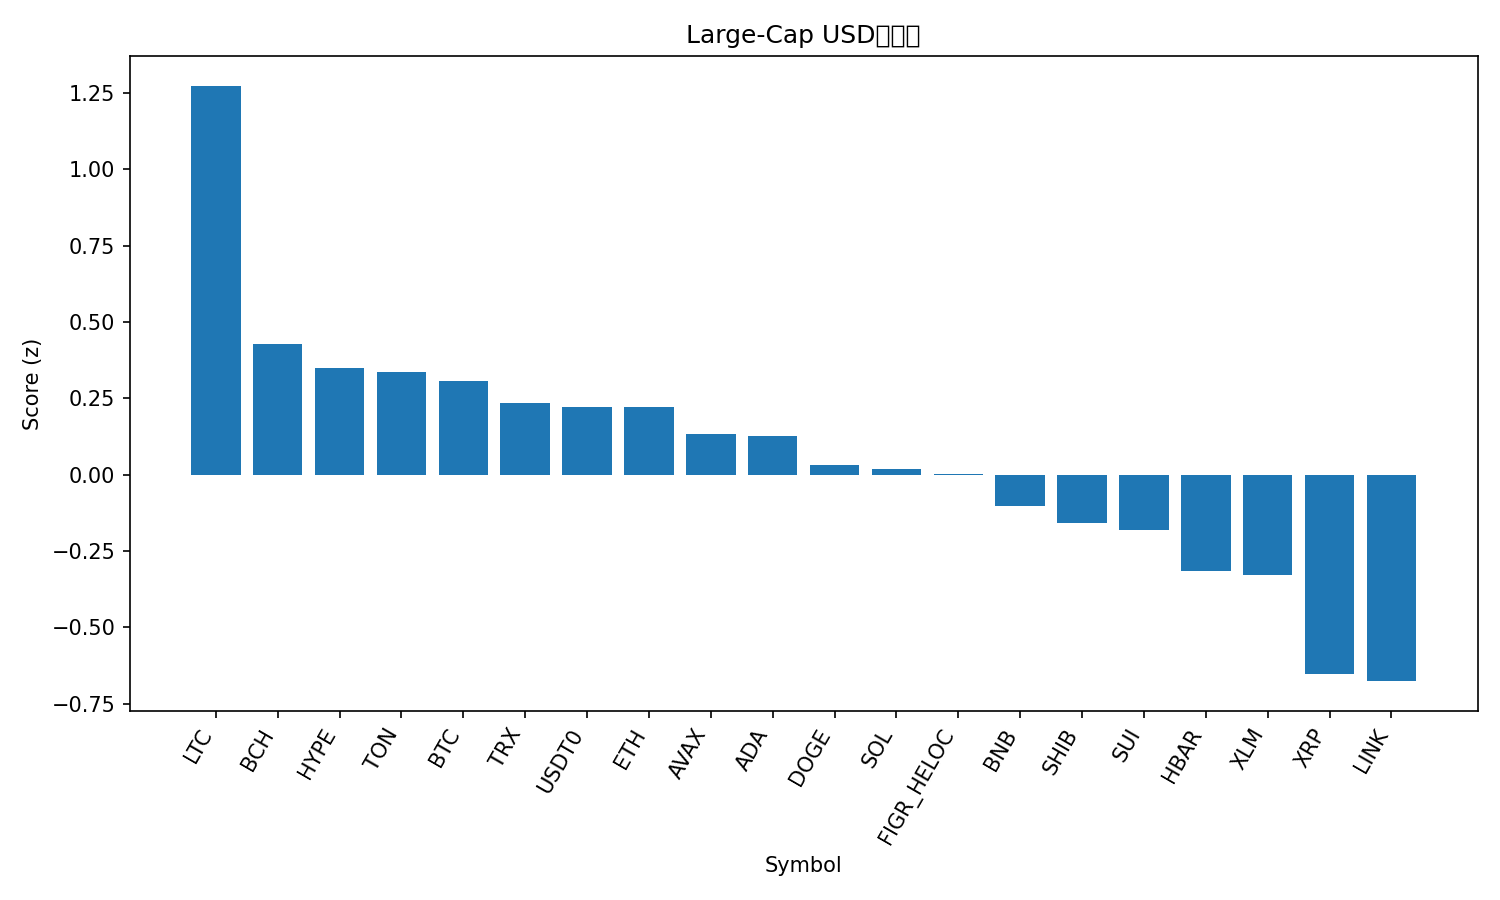 Large-Cap USD
1.25
1.00
0.75
0.50
0.25
0.00
−0.25
−0.50
−0.75
Score (z)
LTC
BCH
HYPE
TON
BTC
TRX
USDT0
ETH
AVAX
ADA
DOGE
SOL
FIGR_HELOC
BNB
SHIB
SUI
HBAR
XLM
XRP
LINK
Symbol